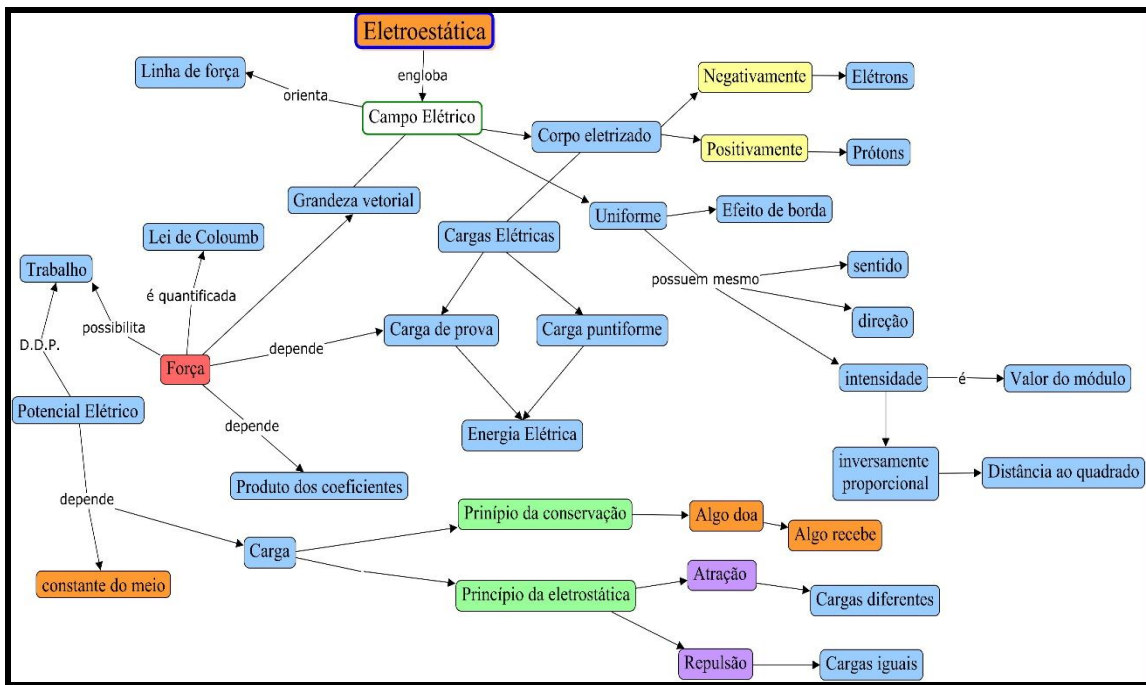 Eletroestática
engloba
Linha de força
orienta
Campo Elétrico
Negativamente
Elétrons
Corpo eletrizado
Positivamente
Prótons
Grandeza vetorial
Uniforme
Efeito de borda
Lei de Coloumb
Cargas Elétricas
Trabalho
é quantificada
possuem mesmo
sentido
direção
possibilita
D.D.P.
depende
Carga de prova
Carga puntiforme
Força
intensidade
é
Valor do módulo
Potencial Elétrico
depende
Energia Elétrica
inversamente
proporcional
Distância ao quadrado
Produto dos coeficientes
depende
Prinípio da conservação
Algo doa
Algo recebe
Carga
constante do meio
Princípio da eletrostática
Atração
Cargas diferentes
Repulsão
Cargas iguais